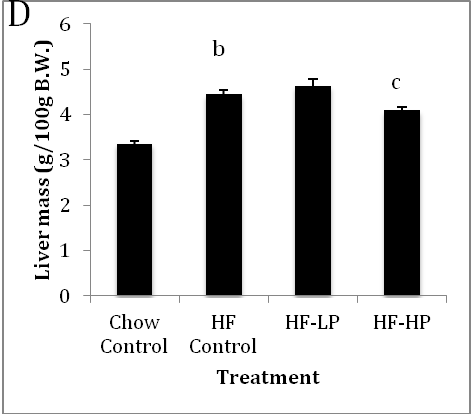 D
Liver mass (g/100g B.W.)
6
5
4
3
2
1
0
b
c
Chow
Control
HF
Control
HF-LP
HF-HP
Treatment